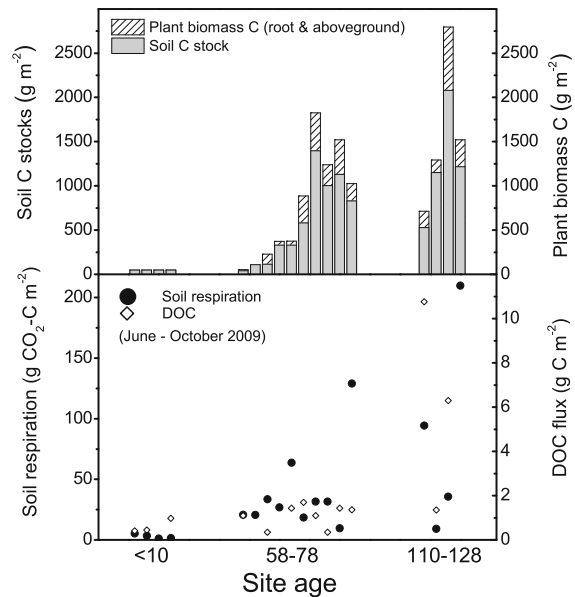 Plant biomass C (root & aboveground)
Soil C stock
Soil C stocks (g m-2)
2500
2000
1500
1000
500
0
Plant biomass C (g m-2)
2500
2000
1500
1000
500
0
Soil respiration
DOC
(June - October 2009)
Soil respiration (g CO2-C m-2)
200
150
100
50
0
DOC flux (g C m-2)
10
8
6
4
2
0
<10 58-78 110-128
Site age